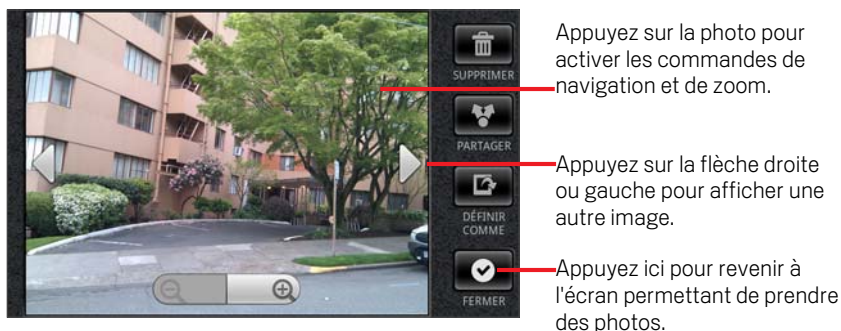 SUPPRIMER
PARTAGER
DÉFINIR
COMME
FERMER
Appuyez sur la photo pour
activer les commandes de
navigation et de zoom.
Appuyez sur la flèche droite
ou gauche pour afficher une
autre image.
Appuyez ici pour revenir à
l'écran permettant de prendre
des photos.